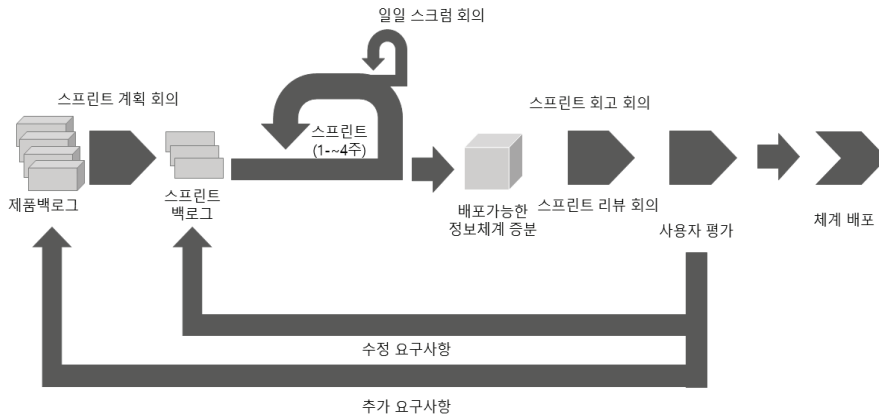 일일 스크럼 회의
스프린트 계획 회의
스프린트 회고 회의
스프린트
(1-~4주)
제품백로그
스프린트
백로그
배포가능한
정보체계 증분
스프린트 리뷰 회의
사용자 평가
체계 배포
수정 요구사항
추가 요구사항